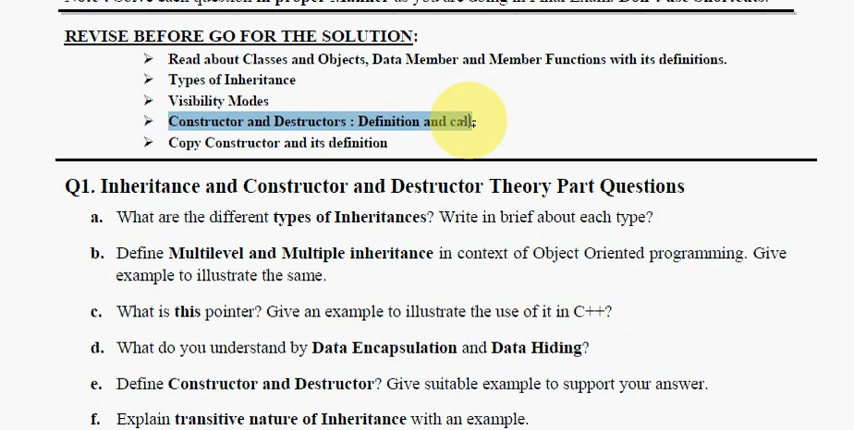 REVISE BEFORE GO FOR THE SOLUTION:
➢ Read about Classes and Objects, Data Member and Member Functions with its definitions.
➢ Types of Inheritance
➢ Visibility Modes
➢ Constructor and Destructors : Definition and call;
➢ Copy Constructor and its definition
Q1. Inheritance and Constructor and Destructor Theory Part Questions
a. What are the different types of Inheritances? Write in brief about each type?
b. Define Multilevel and Multiple inheritance in context of Object Oriented programming. Give
example to illustrate the same.
c. What is this pointer? Give an example to illustrate the use of it in C++?
d. What do you understand by Data Encapsulation and Data Hiding?
e. Define Constructor and Destructor? Give suitable example to support your answer.
f. Explain transitive nature of Inheritance with an example.